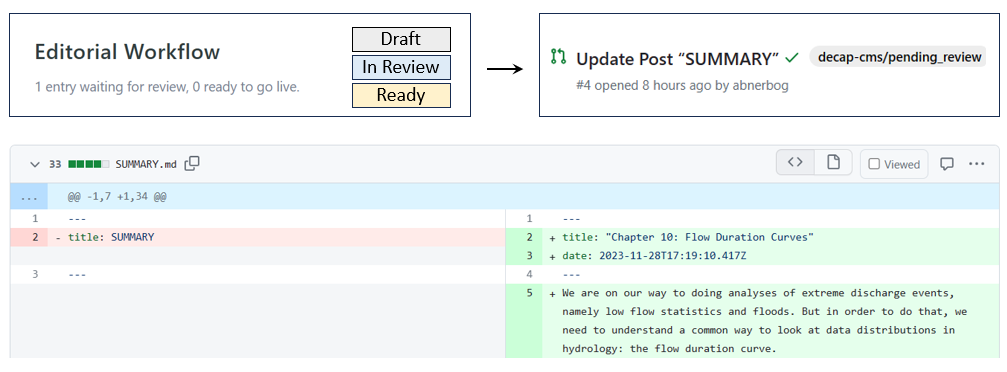 Editorial Workflow
1 entry waiting for review, 0 ready to go live.
Draft
In Review
Ready
Update Post “SUMMARY”
decap-cms/pending_review
#4 opened 8 hours ago by abnerbog
33 SUMMARY.md
Viewed
... @@ -1,7 +1,34 @@
1 ---
2 - title: SUMMARY
3 ---
1 ---
2 + title: "Chapter 10: Flow Duration Curves"
3 + date: 2023-11-28T17:19:10.417Z
4 ---
5 + We are on our way to doing analyses of extreme discharge events,
namely low flow statistics and floods. But in order to do that, we
need to understand a common way to look at data distributions in
hydrology: the flow duration curve.